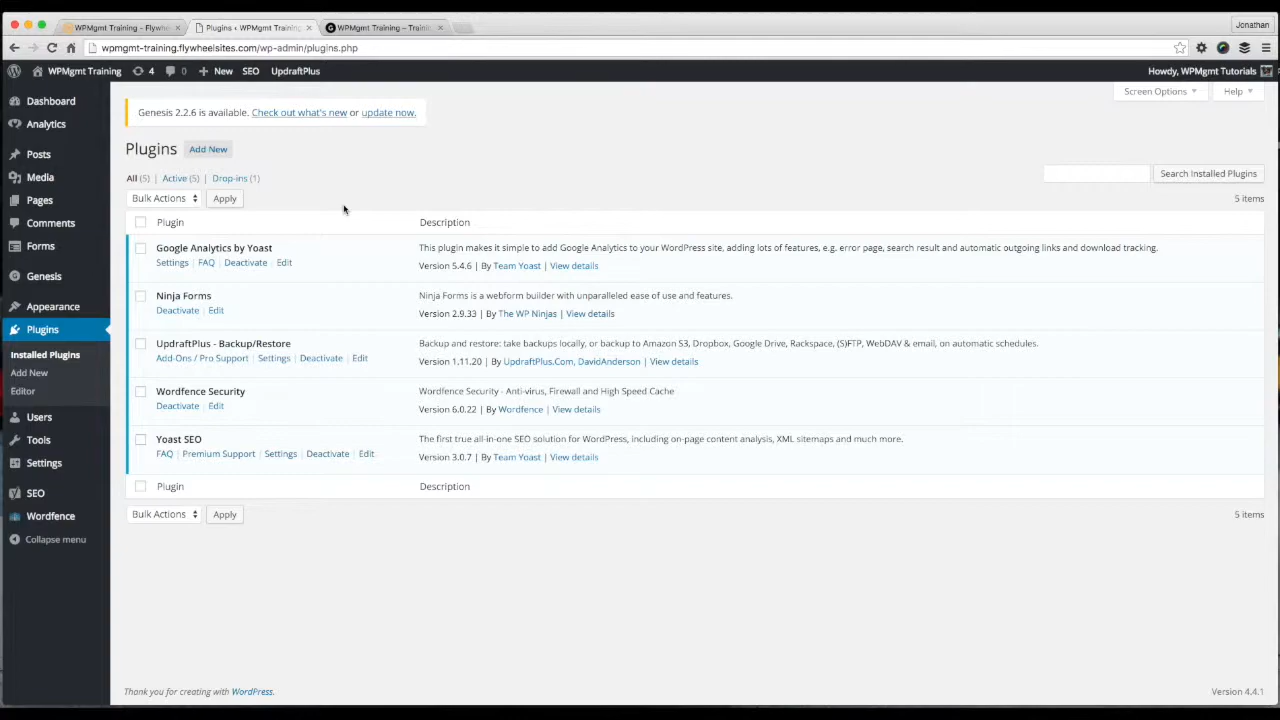 WPMgmt Training – Flywhe
Plugins ‹ WPMgmt Training
WPMgmt Training – Traini
Jonathan
wpmgmt-training.flywheelsites.com/wp-admin/plugins.php
WPMgmt Training 4 0 + New SEO UpdraftPlus
Howdy, WPMgmt Tutorials
Dashboard
Analytics
Posts
Media
Pages
Comments
Forms
Genesis
Appearance
Plugins
Installed Plugins
Add New
Editor
Users
Tools
Settings
SEO
Wordfence
Collapse menu
Screen Options Help
Genesis 2.2.6 is available. Check out what's new or update now.
Plugins Add New
All (5) | Active (5) | Drop-ins (1)
Search Installed Plugins
Bulk Actions Apply
5 items
Plugin Description
Google Analytics by Yoast
Settings | FAQ | Deactivate | Edit
This plugin makes it simple to add Google Analytics to your WordPress site, adding lots of features, e.g. error page, search result and automatic outgoing links and download tracking.
Version 5.4.6 | By Team Yoast | View details
Ninja Forms
Deactivate | Edit
Ninja Forms is a webform builder with unparalleled ease of use and features.
Version 2.9.33 | By The WP Ninjas | View details
UpdraftPlus - Backup/Restore
Add-Ons / Pro Support | Settings | Deactivate | Edit
Backup and restore: take backups locally, or backup to Amazon S3, Dropbox, Google Drive, Rackspace, (S)FTP, WebDAV & email, on automatic schedules.
Version 1.11.20 | By UpdraftPlus.Com, DavidAnderson | View details
Wordfence Security
Deactivate | Edit
Wordfence Security - Anti-virus, Firewall and High Speed Cache
Version 6.0.22 | By Wordfence | View details
Yoast SEO
FAQ | Premium Support | Settings | Deactivate | Edit
The first true all-in-one SEO solution for WordPress, including on-page content analysis, XML sitemaps and much more.
Version 3.0.7 | By Team Yoast | View details
Plugin Description
Bulk Actions Apply
5 items
Thank you for creating with WordPress.
Version 4.4.1